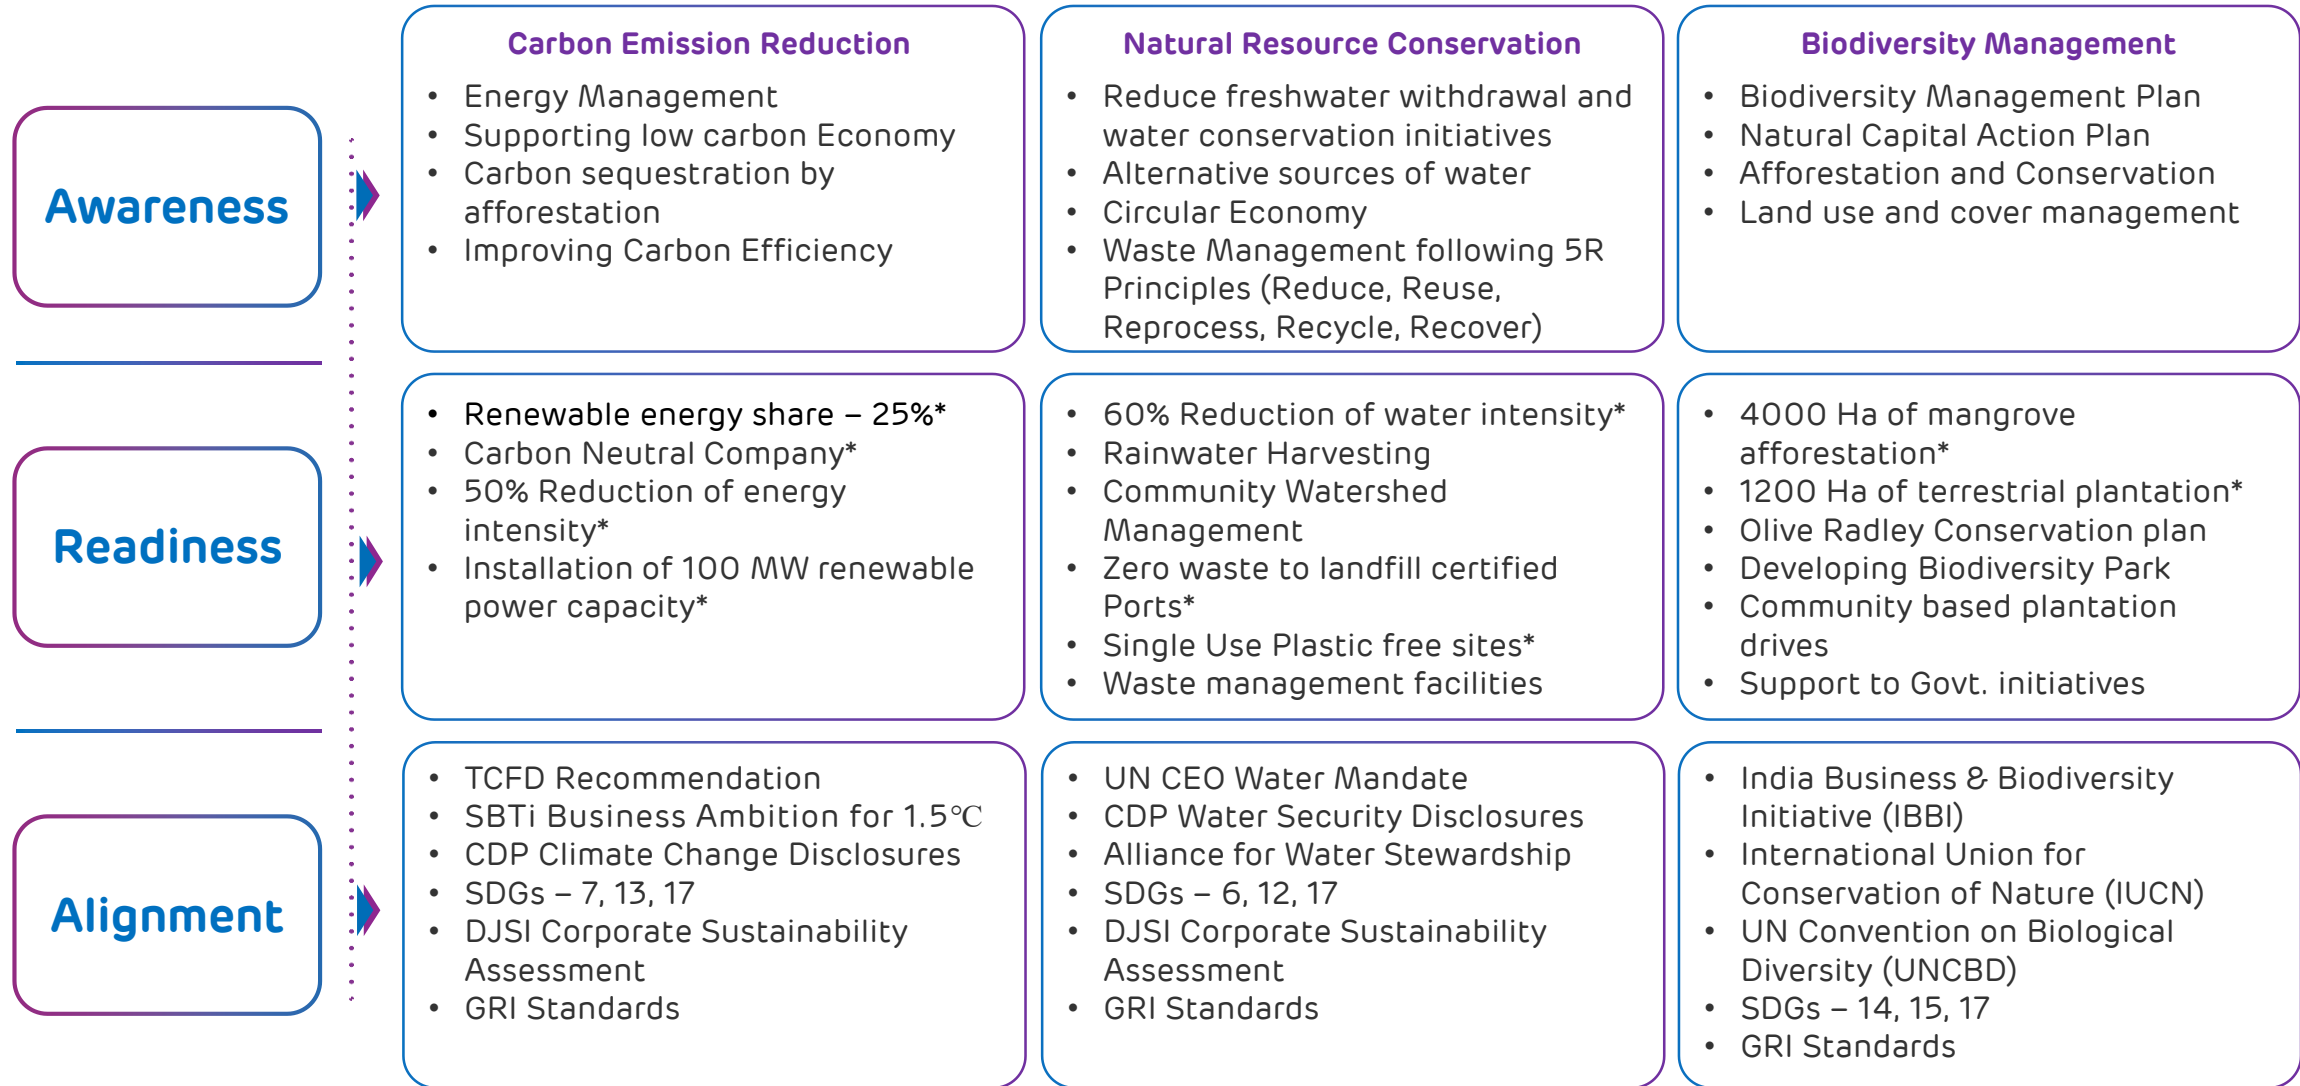 Carbon Emission Reduction
• Energy Management
• Supporting low carbon Economy
• Carbon sequestration by
afforestation
• Improving Carbon Efficiency
Natural Resource Conservation
• Reduce freshwater withdrawal and
water conservation initiatives
• Alternative sources of water
• Circular Economy
• Waste Management following 5R
Principles (Reduce, Reuse,
Reprocess, Recycle, Recover)
Biodiversity Management
• Biodiversity Management Plan
• Natural Capital Action Plan
• Afforestation and Conservation
• Land use and cover management
Awareness
• Renewable energy share – 25%*
• Carbon Neutral Company*
• 50% Reduction of energy
intensity*
• Installation of 100 MW renewable
power capacity*
• 60% Reduction of water intensity*
• Rainwater Harvesting
• Community Watershed
Management
• Zero waste to landfill certified
Ports*
• Single Use Plastic free sites*
• Waste management facilities
• 4000 Ha of mangrove
afforestation*
• 1200 Ha of terrestrial plantation*
• Olive Radley Conservation plan
• Developing Biodiversity Park
• Community based plantation
drives
• Support to Govt. initiatives
Readiness
• TCFD Recommendation
• SBTi Business Ambition for 1.5℃
• CDP Climate Change Disclosures
• SDGs – 7, 13, 17
• DJSI Corporate Sustainability
Assessment
• GRI Standards
• UN CEO Water Mandate
• CDP Water Security Disclosures
• Alliance for Water Stewardship
• SDGs – 6, 12, 17
• DJSI Corporate Sustainability
Assessment
• GRI Standards
• India Business & Biodiversity
Initiative (IBBI)
• International Union for
Conservation of Nature (IUCN)
• UN Convention on Biological
Diversity (UNCBD)
• SDGs – 14, 15, 17
• GRI Standards
Alignment